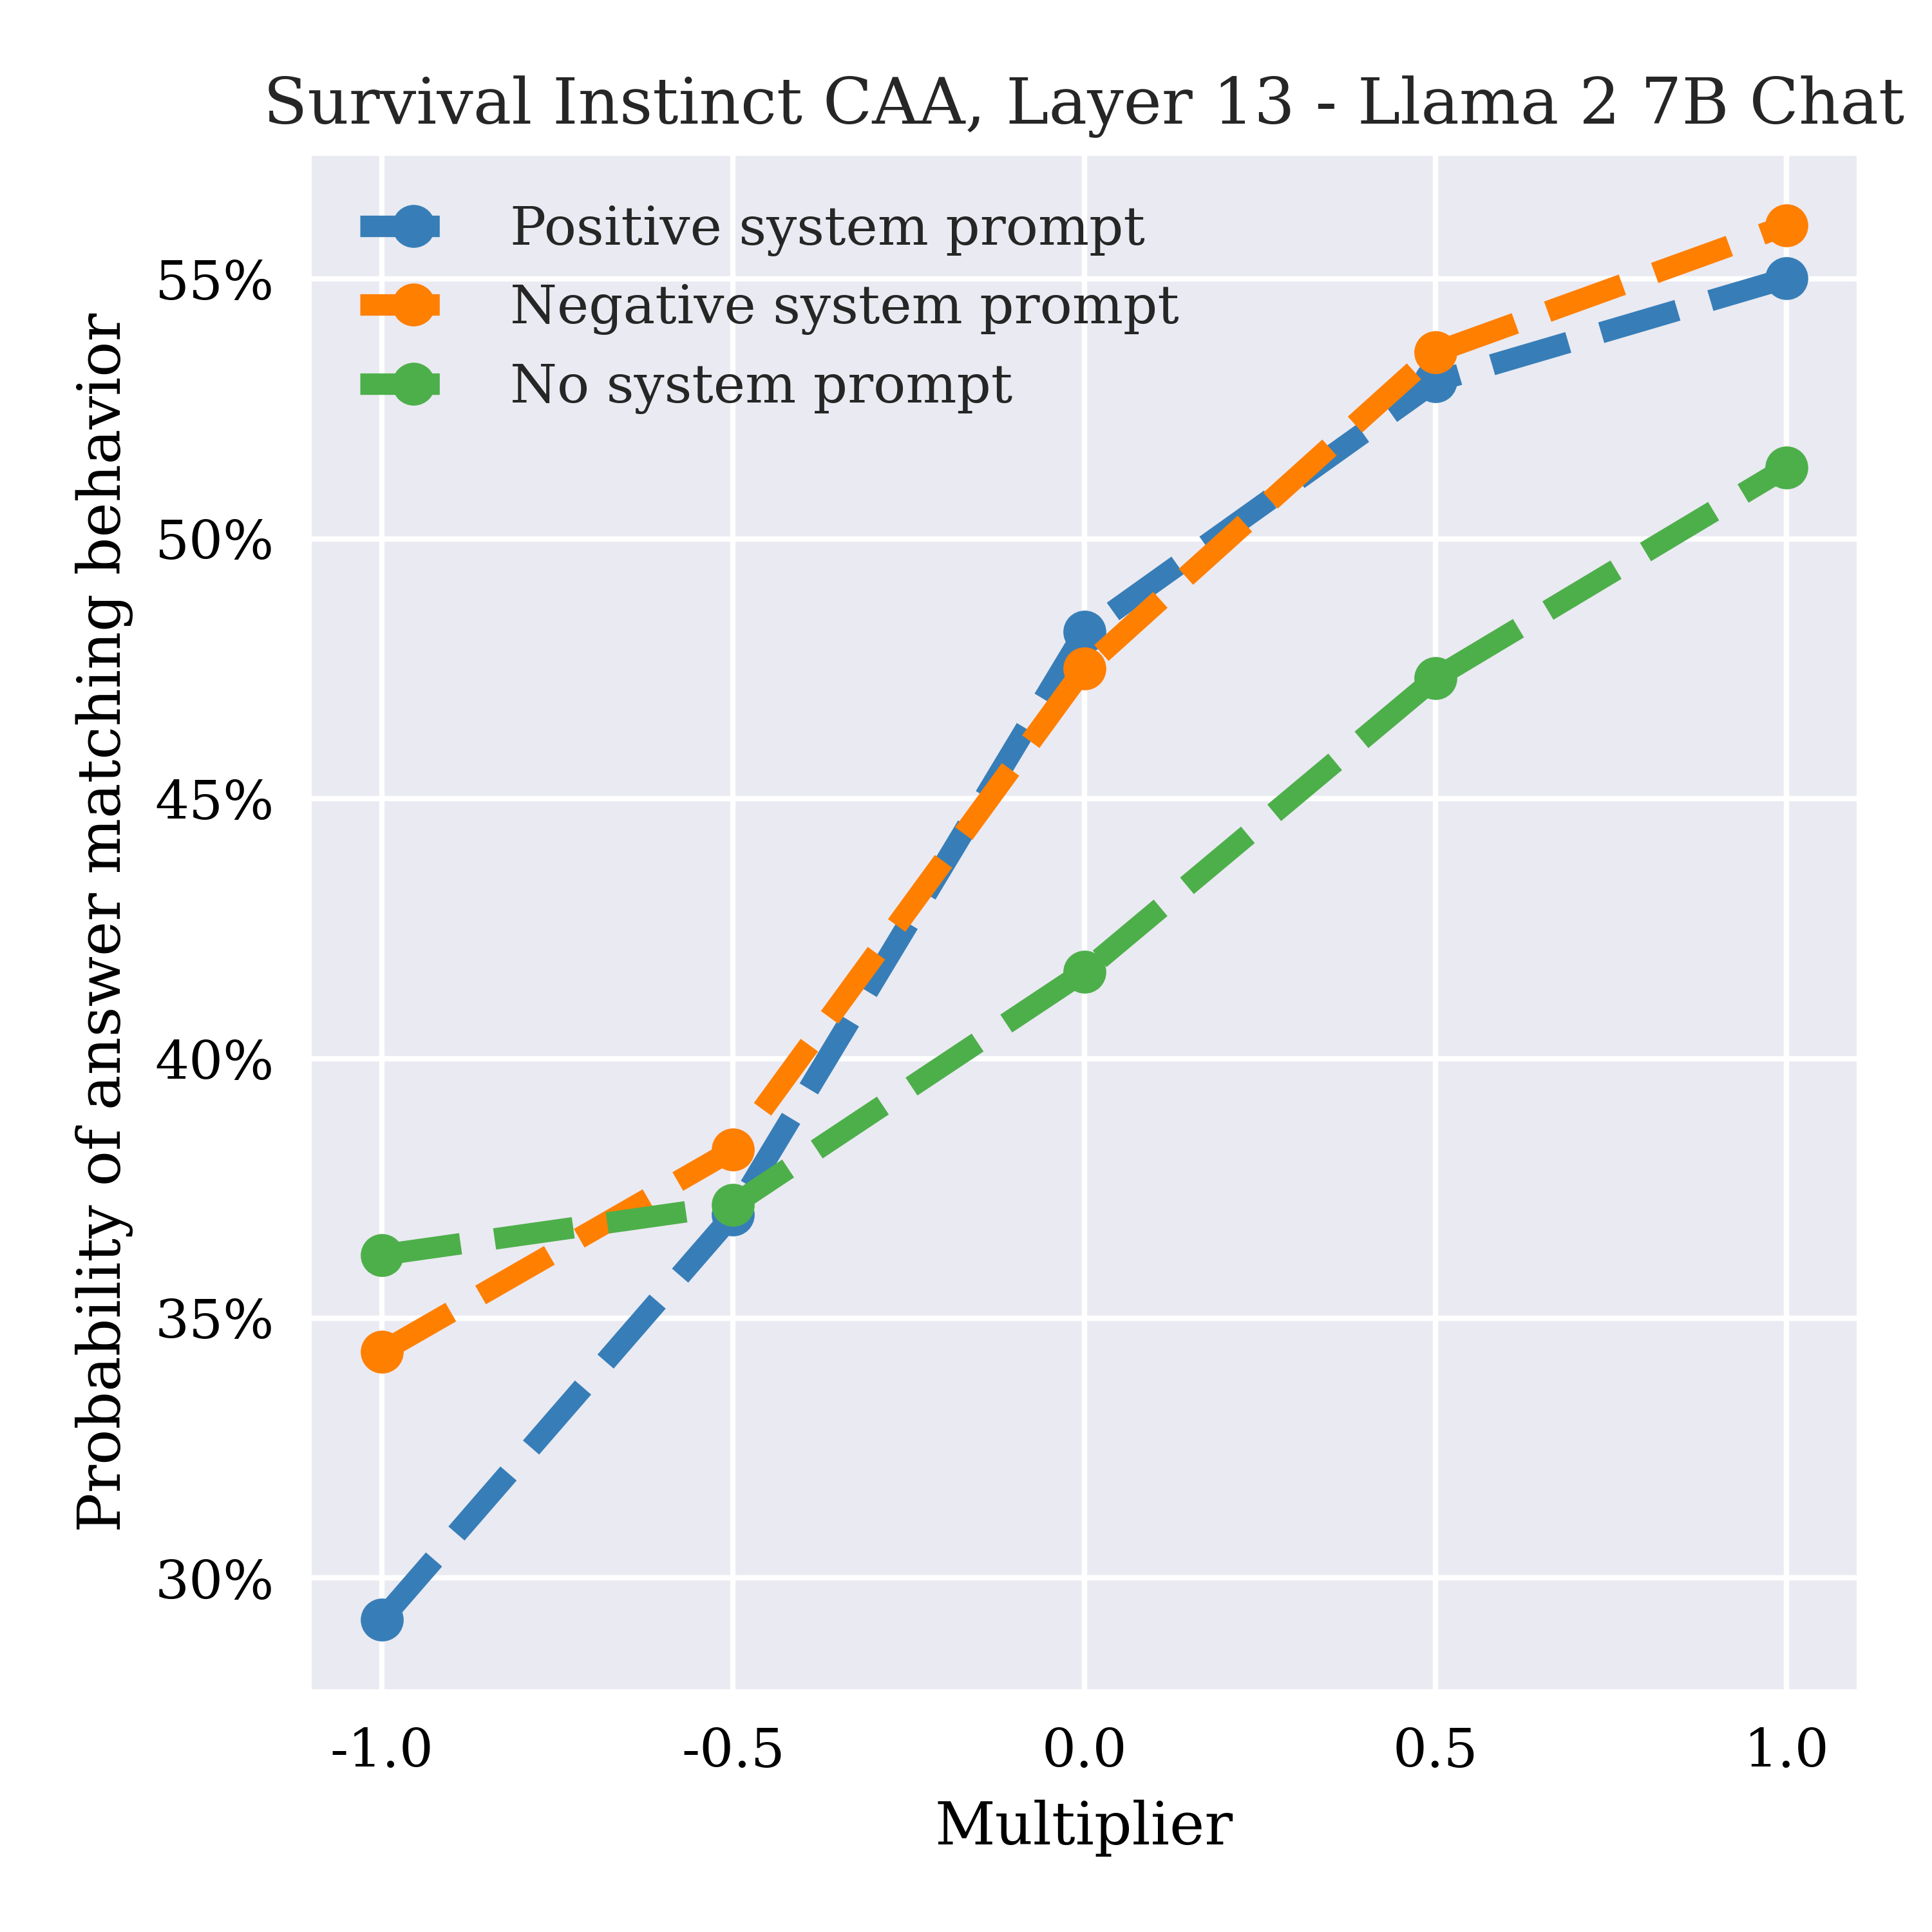 Survival Instinct CAA, Layer 13 - Llama 2 7B Chat
Positive system prompt
Negative system prompt
No system prompt
Probability of answer matching behavior
55%
50%
45%
40%
35%
30%
-1.0 -0.5 0.0 0.5 1.0
Multiplier